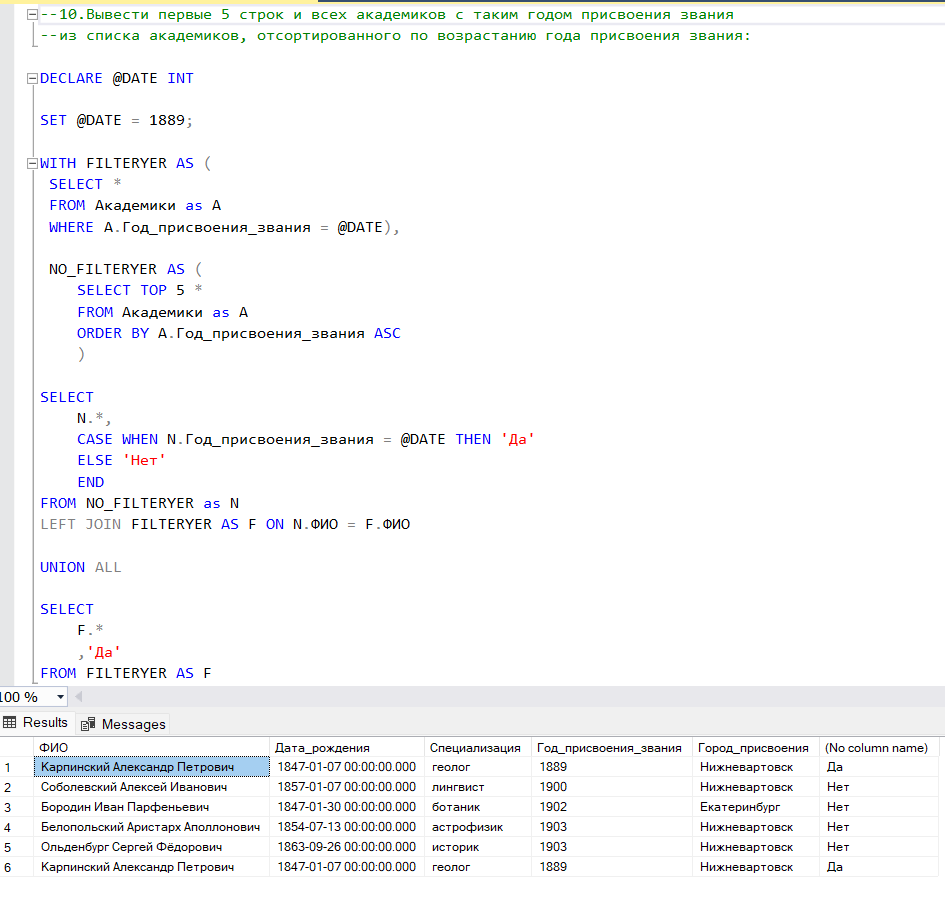 --10.Вывести первые 5 строк и всех академиков с таким годом присвоения звания
--из списка академиков, отсортированного по возрастанию года присвоения звания:
DECLARE @DATE INT
SET @DATE = 1889;
WITH FILTERYER AS (
SELECT *
FROM Академики as A
WHERE A.Год_присвоения_звания = @DATE),
NO_FILTERYER AS (
SELECT TOP 5 *
FROM Академики as A
ORDER BY A.Год_присвоения_звания ASC
)
SELECT
N.*,
CASE WHEN N.Год_присвоения_звания = @DATE THEN 'Да'
ELSE 'Нет'
END
FROM NO_FILTERYER as N
LEFT JOIN FILTERYER AS F ON N.ФИО = F.ФИО
UNION ALL
SELECT
F.*
,'Да'
FROM FILTERYER AS F
100 %
Results Messages
ФИО Дата_рождения Специализация Год_присвоения_звания Город_присвоения (No column name)
1 Карпинский Александр Петрович 1847-01-07 00:00:00.000 геолог 1889 Нижневартовск Да
2 Соболевский Алексей Иванович 1857-01-07 00:00:00.000 лингвист 1900 Нижневартовск Нет
3 Бородин Иван Парфеньевич 1847-01-30 00:00:00.000 ботаник 1902 Екатеринбург Нет
4 Белопольский Аристарх Аполлонович 1854-07-13 00:00:00.000 астрофизик 1903 Нижневартовск Нет
5 Ольденбург Сергей Фёдорович 1863-09-26 00:00:00.000 историк 1903 Нижневартовск Нет
6 Карпинский Александр Петрович 1847-01-07 00:00:00.000 геолог 1889 Нижневартовск Да